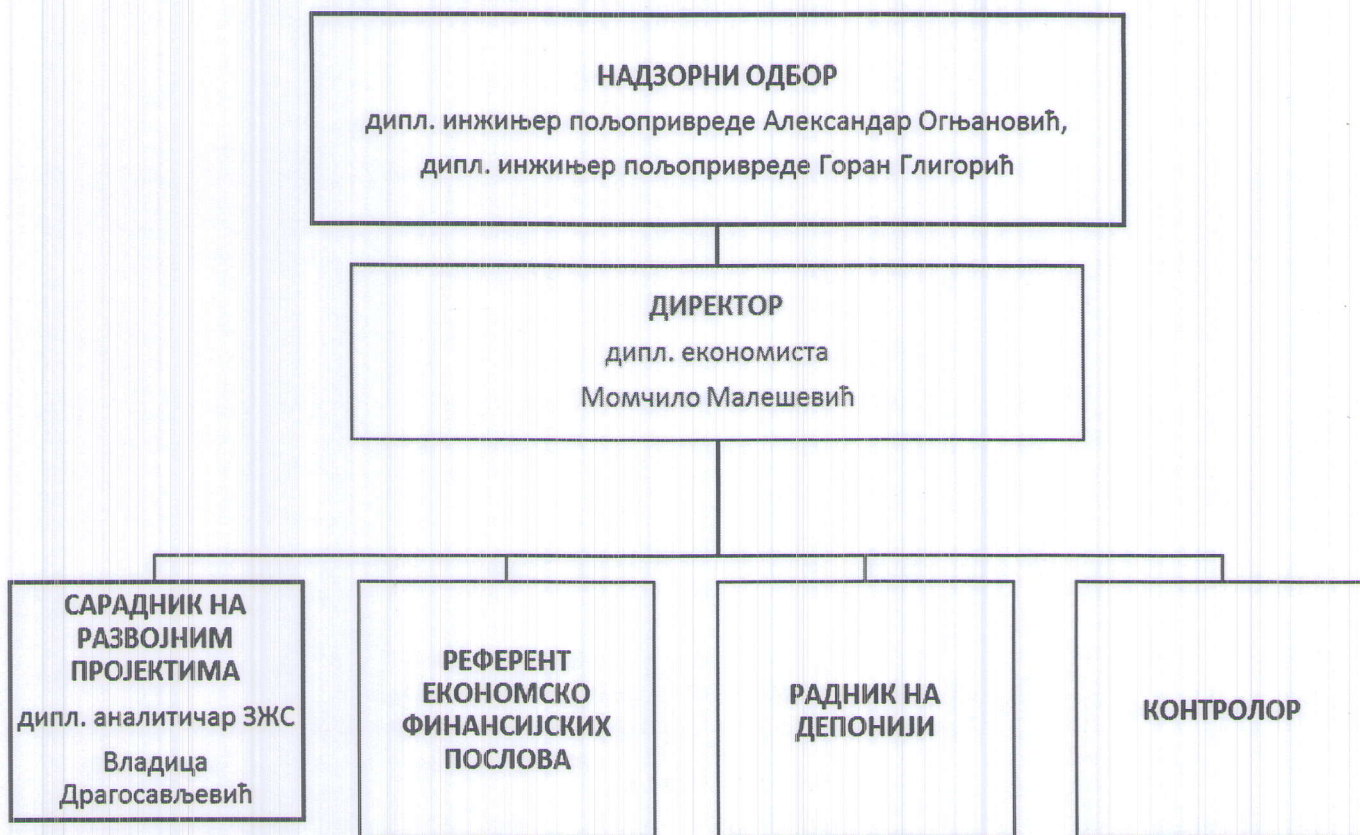 НАДЗОРНИ ОДБОР
дипл. инжињер пољопривреде Александар Огњановић,
дипл. инжињер пољопривреде Горан Глигорић
ДИРЕКТОР
дипл. економиста
Момчило Малешевић
САРАДНИК НА
РАЗВОЈНИМ
ПРОЈЕКТИМА
дипл. аналитичар ЗЖС
Владица
Драгосављевић
РЕФЕРЕНТ
ЕКОНОМСКО
ФИНАНСИЈСКИХ
ПОСЛОВА
РАДНИК НА
ДЕПОНИЈИ
КОНТРОЛОР